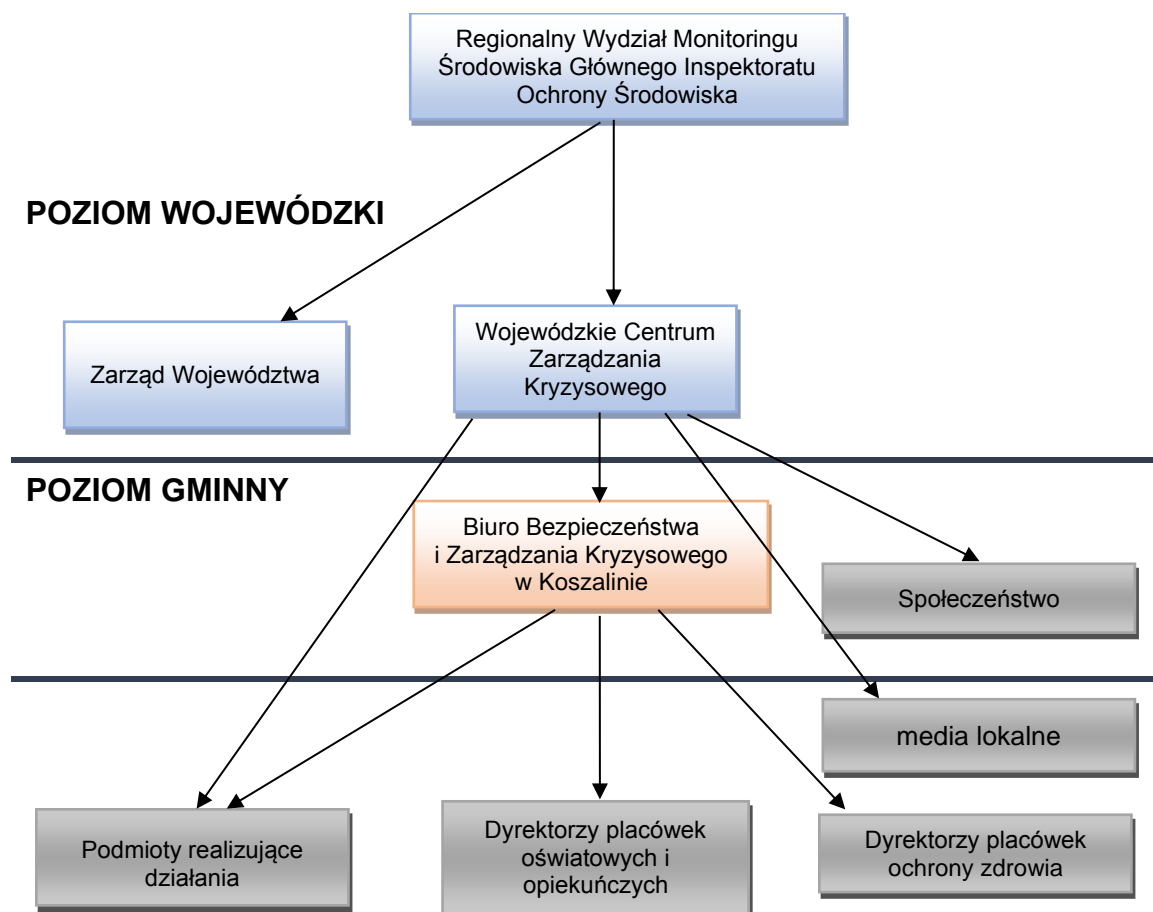 Regionalny Wydział Monitoringu
Środowiska Głównego Inspektoratu
Ochrony Środowiska
POZIOM WOJEWÓDZKI
Zarząd Województwa
Wojewódzkie Centrum
Zarządzania
Kryzysowego
POZIOM GMINNY
Biuro Bezpieczeństwa
i Zarządzania Kryzysowego
w Koszalinie
Społeczeństwo
media lokalne
Podmioty realizujące
działania
Dyrektorzy placówek
oświatowych i
opiekuńczych
Dyrektorzy placówek
ochrony zdrowia